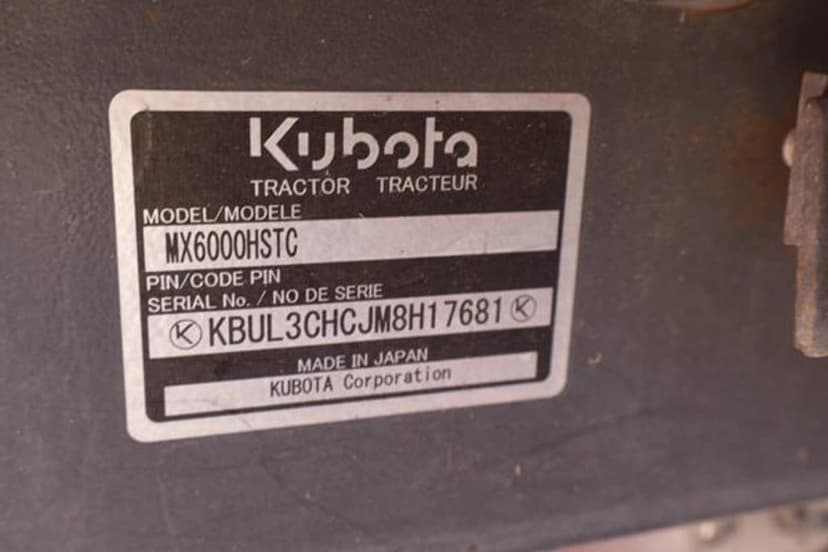 Kubota
TRACTOR TRACTEUR
MODEL/MODELE
MX6000HSTC
PIN/CODE PIN
SERIAL No. / NO DE SERIE
KBUL3CHCJM8H17681
MADE IN JAPAN
KUBOTA Corporation